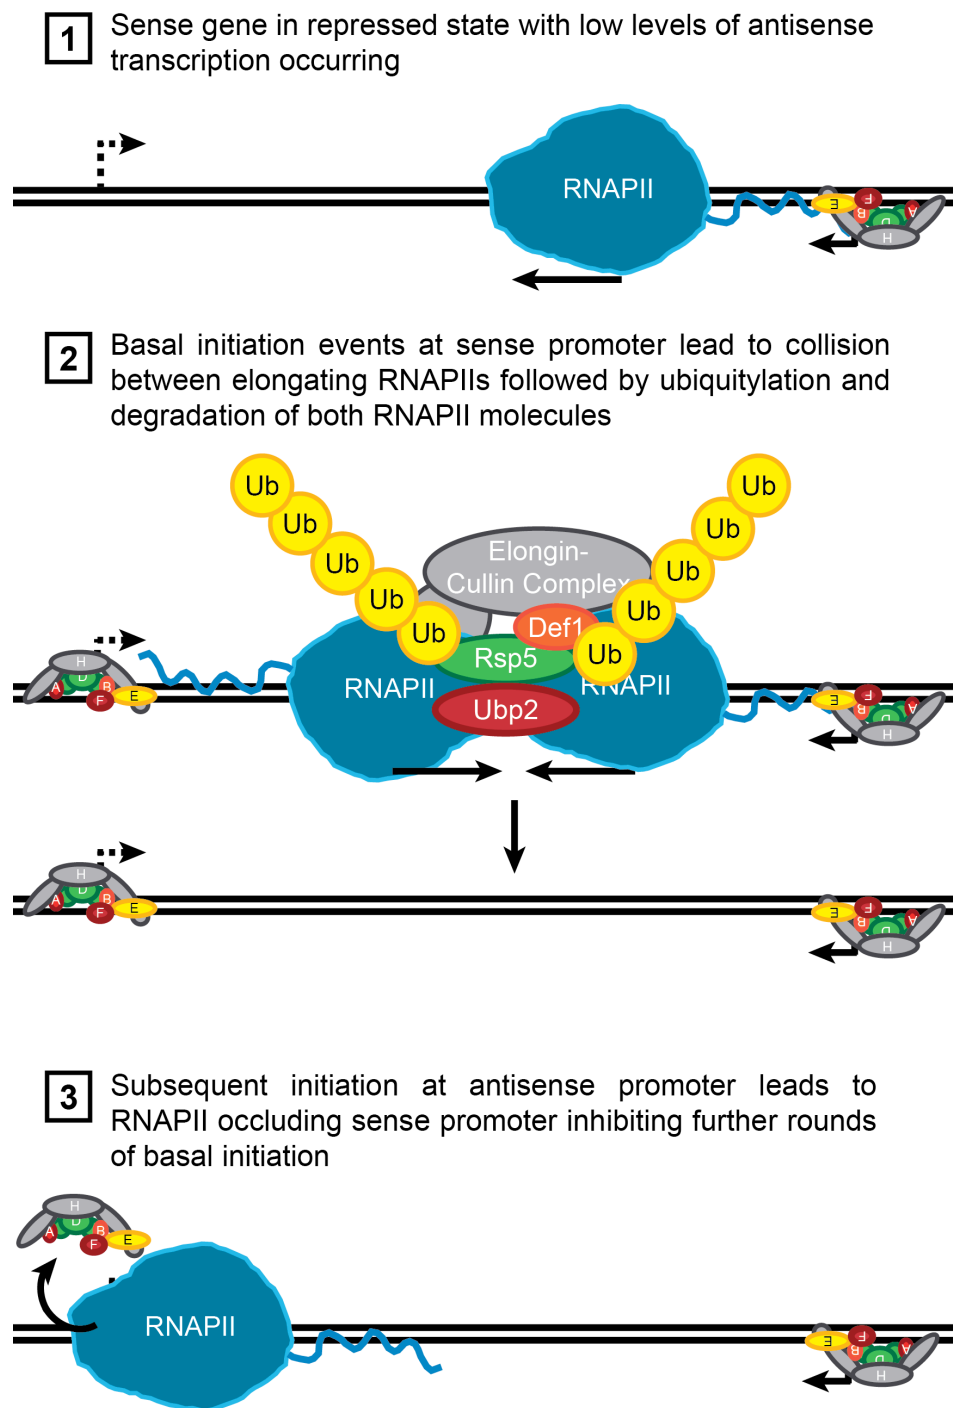 1
Sense gene in repressed state with low levels of antisense
transcription occurring
RNAPII
E
F
B
D
A
H
2
Basal initiation events at sense promoter lead to collision
between elongating RNAPIIs followed by ubiquitylation and
degradation of both RNAPII molecules
Ub
Ub
Ub
Ub
Ub
Ub
Ub
Ub
Ub
Ub
Elongin-
Cullin Complex
Def1
Rsp5
RNAPII
RNAPII
Ubp2
H
D
A
B
F
E
E
F
B
D
A
H
H
D
A
B
F
E
E
F
B
D
A
H
3
Subsequent initiation at antisense promoter leads to
RNAPII occluding sense promoter inhibiting further rounds
of basal initiation
H
D
A
B
F
E
RNAPII
E
F
B
D
A
H